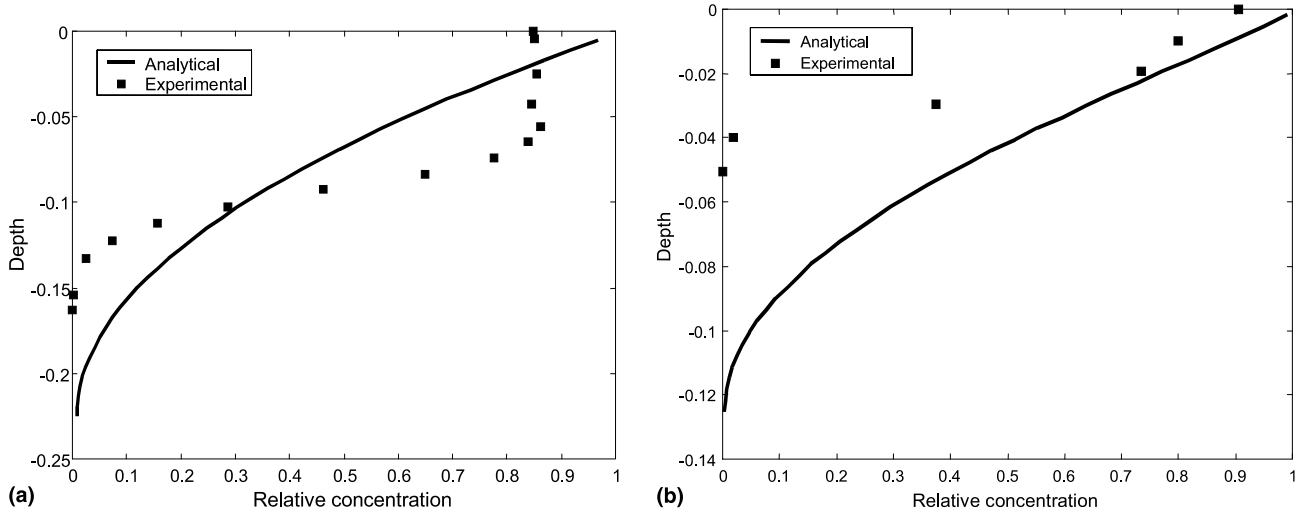 0
-0.05
-0.1
-0.15
-0.2
-0.25
Depth
Analytical
Experimental
0 0.1 0.2 0.3 0.4 0.5 0.6 0.7 0.8 0.9 1
(a) Relative concentration
0
-0.02
-0.04
-0.06
-0.08
-0.1
-0.12
-0.14
Depth
Analytical
Experimental
0 0.1 0.2 0.3 0.4 0.5 0.6 0.7 0.8 0.9 1
(b) Relative concentration